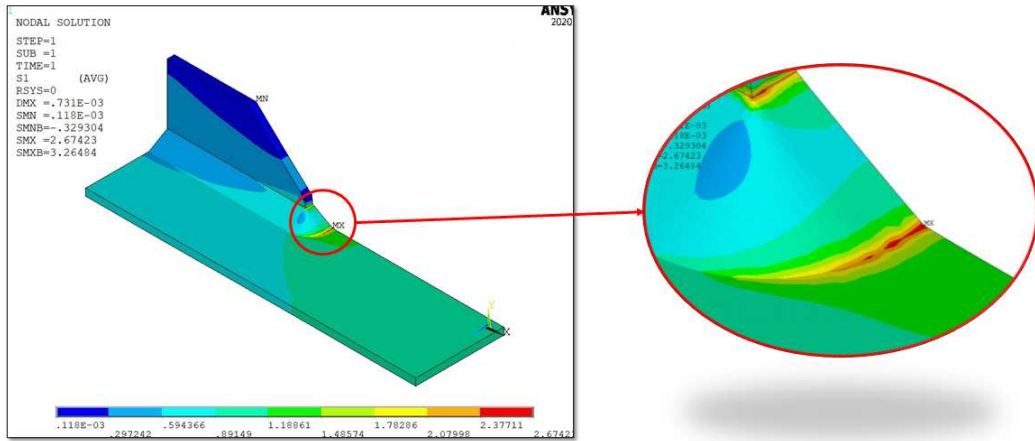 ANSY
2020
NODAL SOLUTION
STEP=1
SUB =1
TIME=1
S1 (AVG)
RSYS=0
DMX =.731E-03
SMN =.118E-03
SMNB=-.329304
SMX =2.67423
SMXB=3.26484
MN
MX
Y
X
.118E-03 .594366 1.18861 1.78286 2.37711
.297242 .89149 1.48574 2.07998 2.6742
.329304
=2.67423
=3.26484
MX